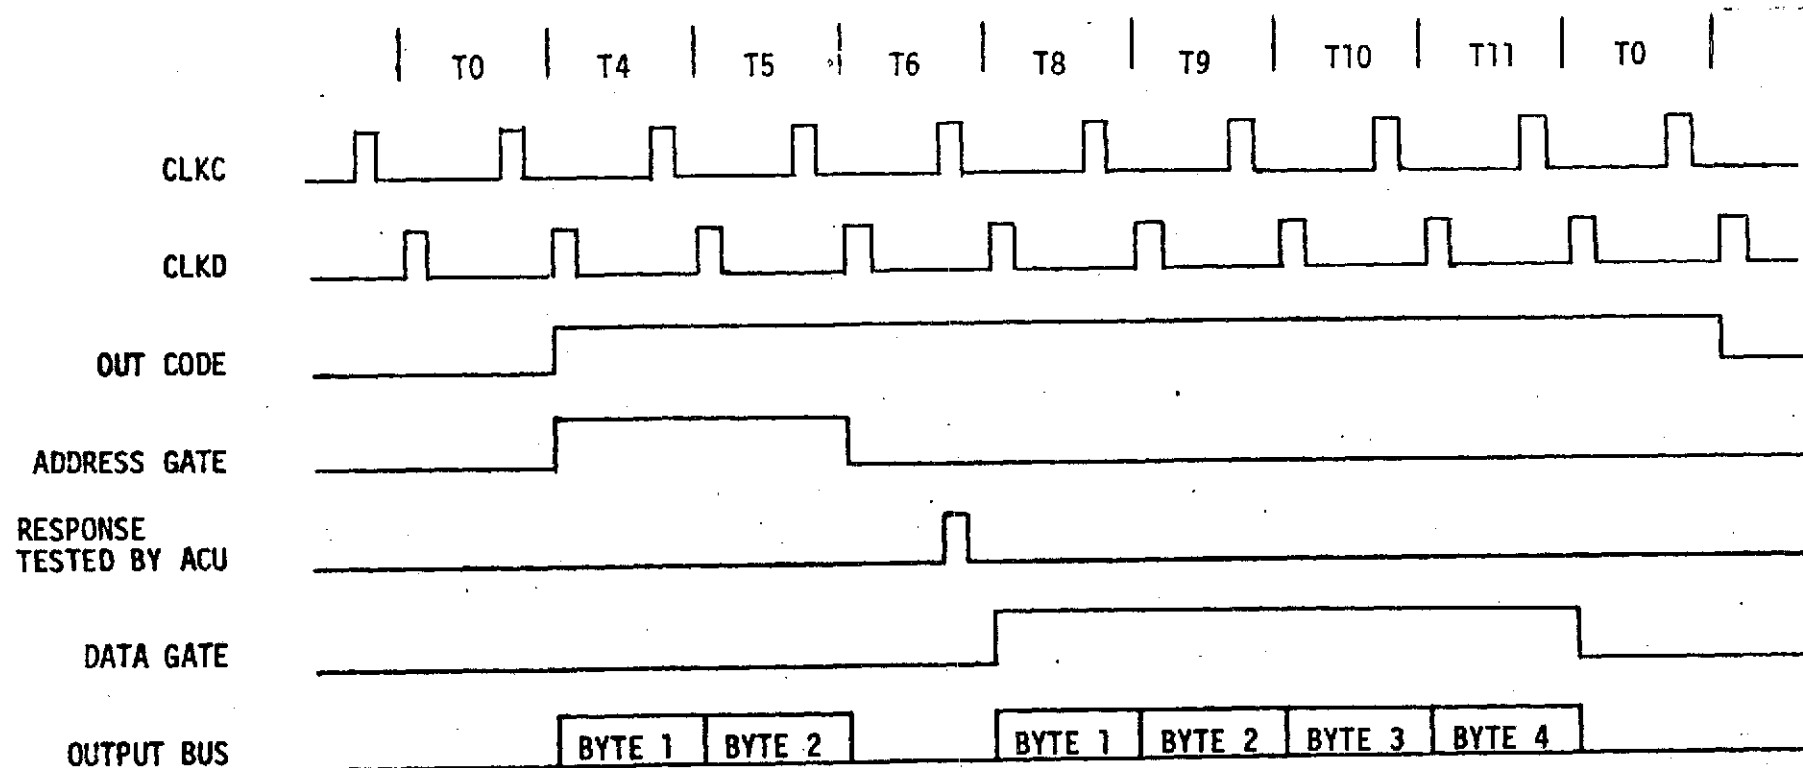 T0 T4 T5 T6 T8 T9 T10 T11 T0
CLKC
CLKD
OUT CODE
ADDRESS GATE
RESPONSE
TESTED BY ACU
DATA GATE
OUTPUT BUS BYTE 1 BYTE 2 BYTE 1 BYTE 2 BYTE 3 BYTE 4